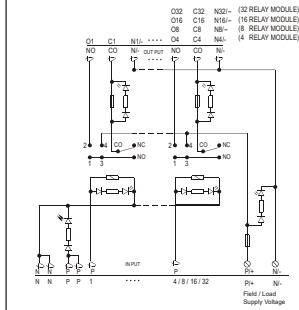 O32 C32 N32/– (32 RELAY MODULE)
O16 C16 N16/– (16 RELAY MODULE)
O8 C8 N8/– (8 RELAY MODULE)
O1 C1 N1/- ···· O4 C4 N4/- (4 RELAY MODULE)
NO CO N/- OUT PUT NO CO N/-
2 4 CO NC 2 4 CO NC
1 3 NO 1 3 NO
N N P P P INPUT P P/+ N/-
N N P P 1 ···· 4 / 8 / 16 / 32 P/+ N/-
Field / Load
Supply Voltage